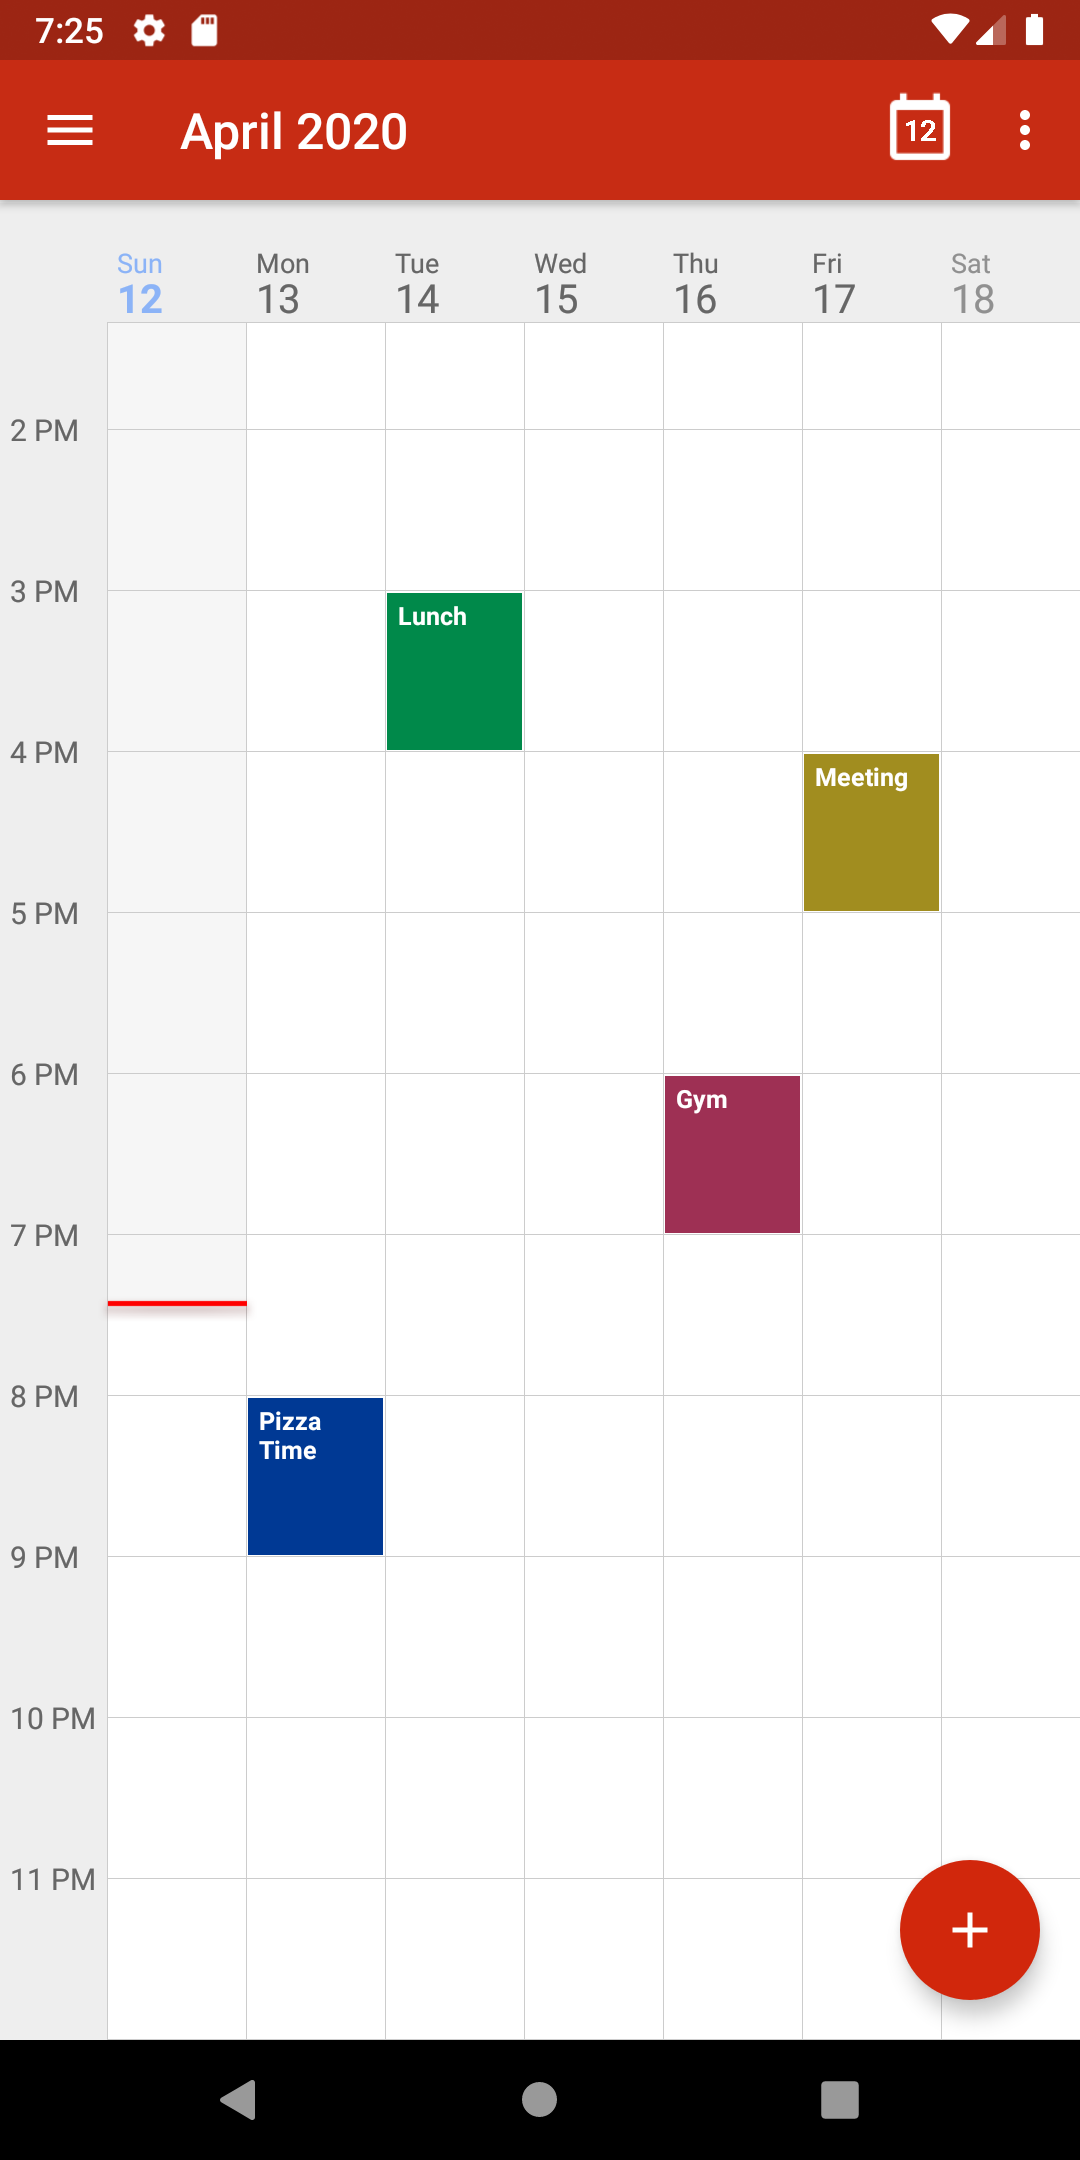 7:25
April 2020
12
Sun Mon Tue Wed Thu Fri Sat
12 13 14 15 16 17 18
2 PM
3 PM
Lunch
4 PM
Meeting
5 PM
6 PM
Gym
7 PM
8 PM
Pizza
Time
9 PM
10 PM
11 PM